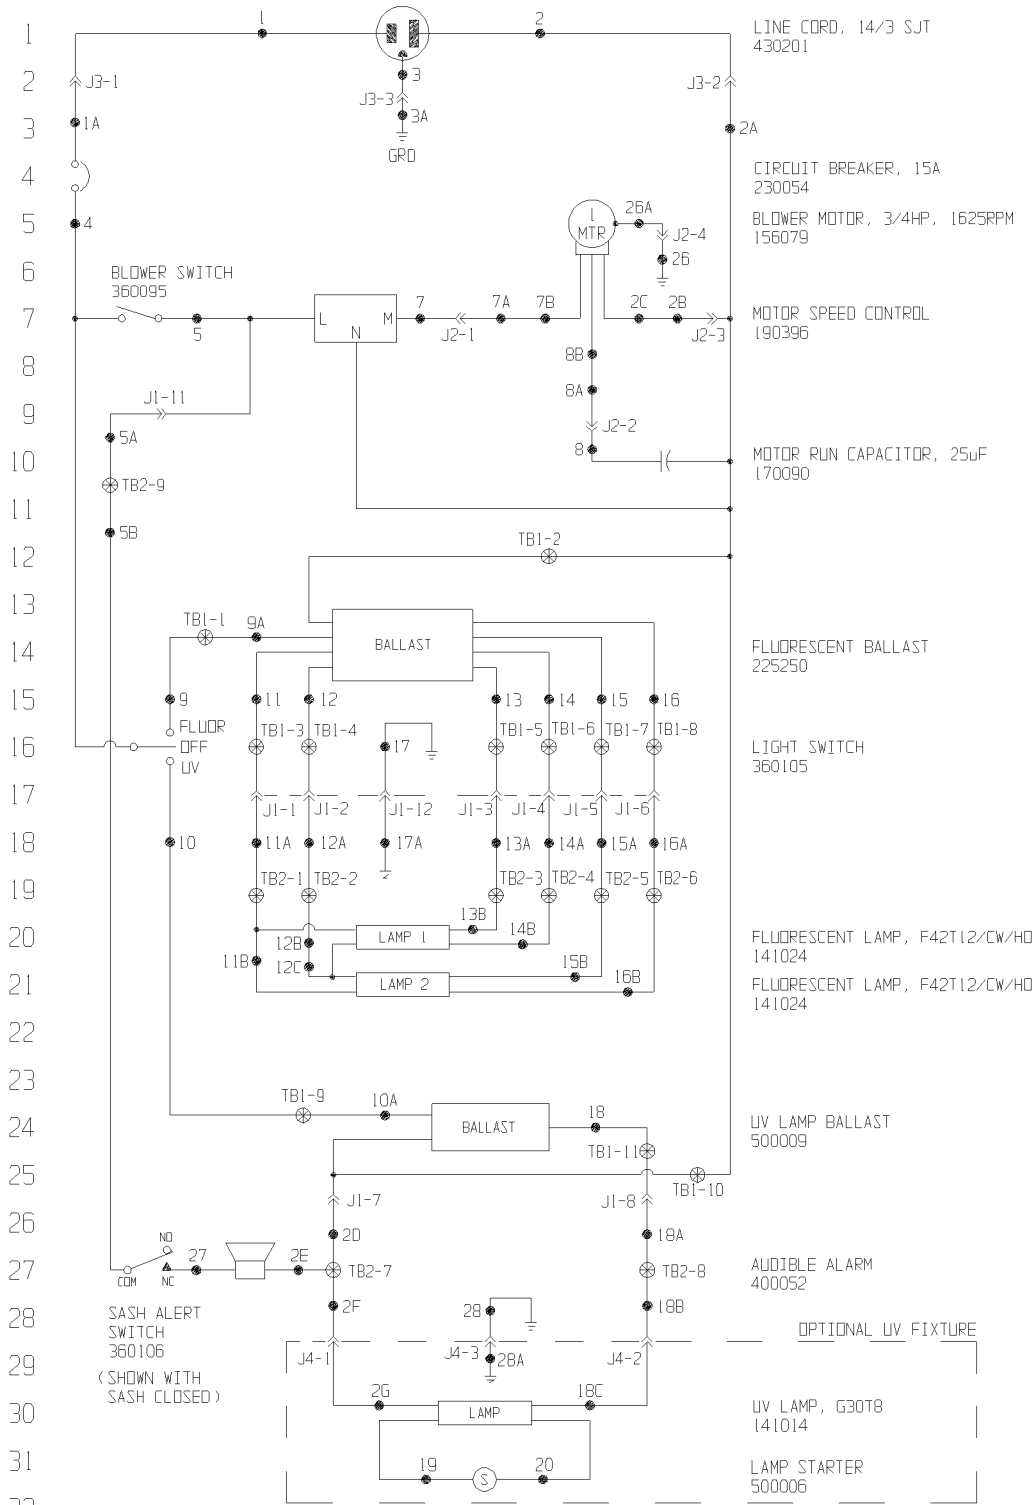 1
1
2
LINE CORD, 14/3 SJT
430201
2
J3-1
3
J3-3
J3-2
3
1A
3A
2A
GRD
4
CIRCUIT BREAKER, 15A
230054
5
4
1
MTR
26A
J2-4
26
BLOWER MOTOR, 3/4HP, 1625RPM
156079
6
BLOWER SWITCH
360095
7
5
L
N
M
7
J2-1
7A
7B
2C
2B
J2-3
MOTOR SPEED CONTROL
190396
8
8B
8A
9
J1-11
5A
J2-2
10
8
MOTOR RUN CAPACITOR, 25uF
170090
TB2-9
11
5B
12
TB1-2
13
TB1-1
9A
14
BALLAST
FLUORESCENT BALLAST
225250
15
9
11
12
13
14
15
16
16
FLUOR
OFF
UV
TB1-3
TB1-4
17
TB1-5
TB1-6
TB1-7
TB1-8
LIGHT SWITCH
360105
17
J1-1
J1-2
J1-12
J1-3
J1-4
J1-5
J1-6
18
10
11A
12A
17A
13A
14A
15A
16A
19
TB2-1
TB2-2
TB2-3
TB2-4
TB2-5
TB2-6
20
12B
LAMP 1
13B
14B
FLUORESCENT LAMP, F42T12/CW/HO
141024
21
11B
12C
LAMP 2
15B
16B
FLUORESCENT LAMP, F42T12/CW/HO
141024
22
23
24
TB1-9
10A
BALLAST
18
UV LAMP BALLAST
500009
TB1-11
25
TB1-10
J1-7
J1-8
26
2D
18A
27
NO
COM
NC
27
2E
TB2-7
TB2-8
AUDIBLE ALARM
400052
28
SASH ALERT
SWITCH
360106
2F
28
18B
OPTIONAL UV FIXTURE
29
(SHOWN WITH
SASH CLOSED)
J4-1
J4-3
28A
J4-2
30
2G
LAMP
18C
UV LAMP, G30T8
141014
31
19
S
20
LAMP STARTER
500006